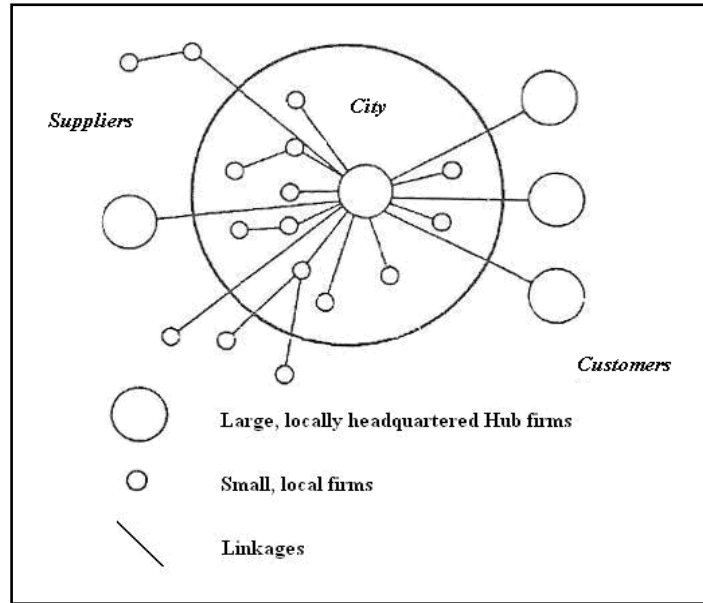 City
Suppliers
Customers
Large, locally headquartered Hub firms
Small, local firms
Linkages